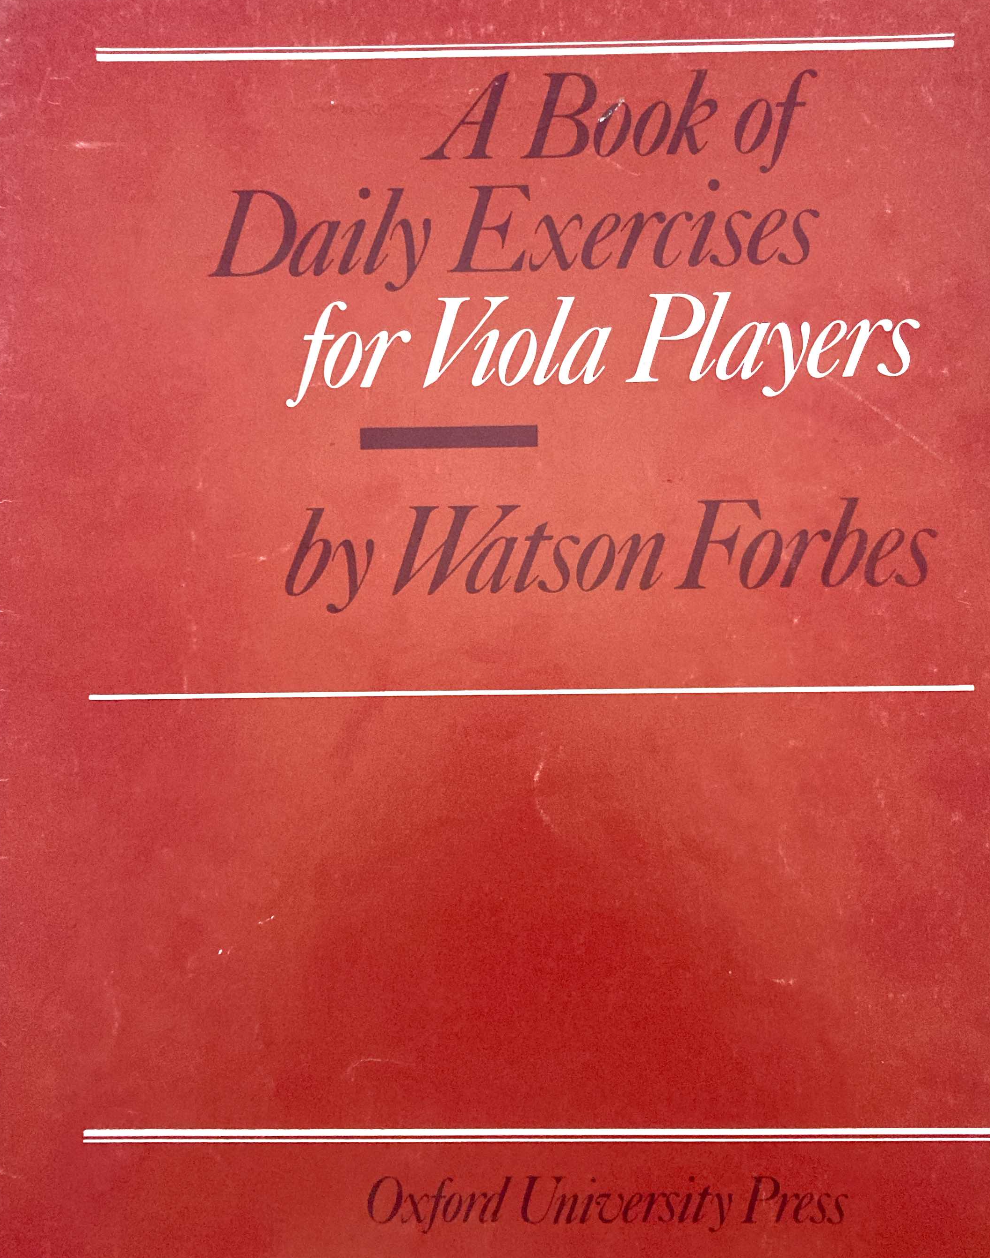 A Book of
Daily Exercises
for Viola Players
by Watson Forbes
Oxford University Press